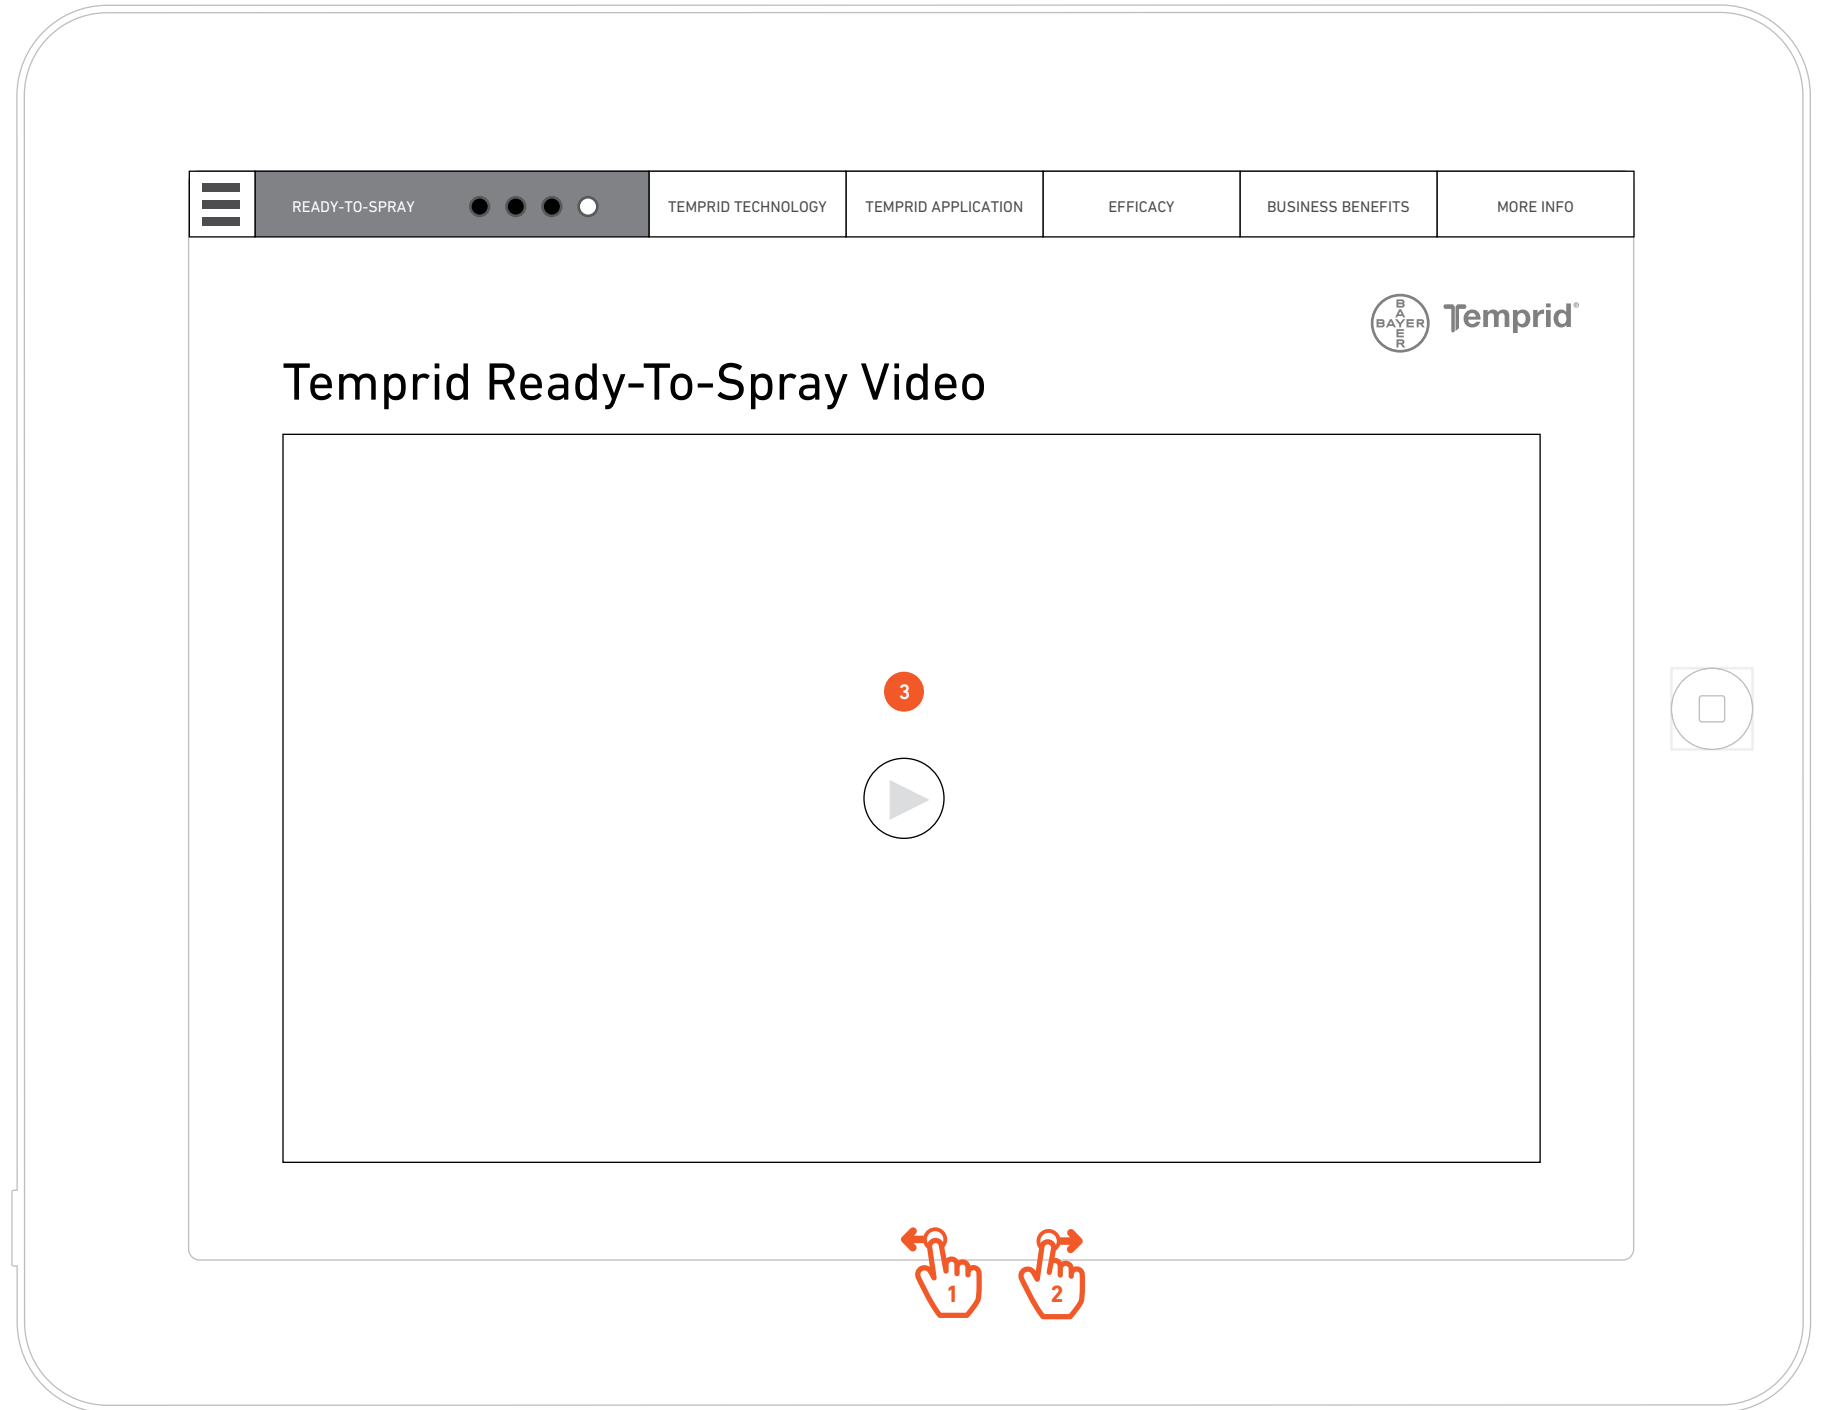 READY-TO-SPRAY
TEMPRID TECHNOLOGY
TEMPRID APPLICATION
EFFICACY
BUSINESS BENEFITS
MORE INFO
BAYER
BAYER
Temprid®
Temprid Ready-To-Spray Video
3
1
2